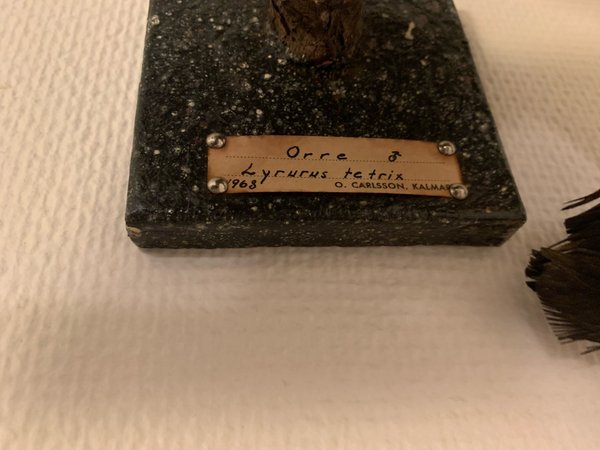 Orre ♂
Lyrurus tetrix
1968 O. CARLSSON, KALMAR